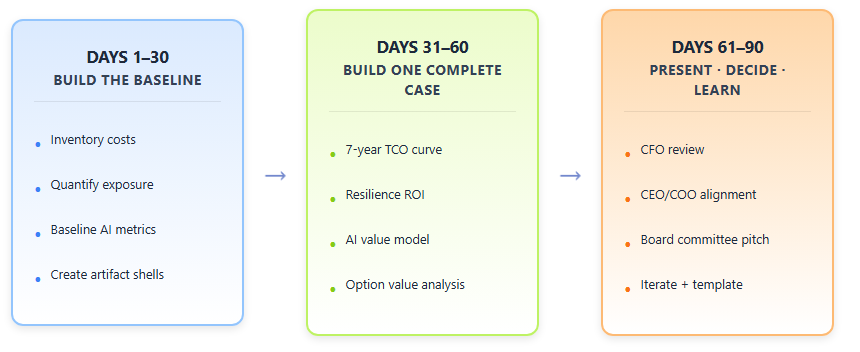 DAYS 1–30
BUILD THE BASELINE
Inventory costs
Quantify exposure
Baseline AI metrics
Create artifact shells
→
DAYS 31–60
BUILD ONE COMPLETE
CASE
7-year TCO curve
Resilience ROI
AI value model
Option value analysis
→
DAYS 61–90
PRESENT · DECIDE ·
LEARN
CFO review
CEO/COO alignment
Board committee pitch
Iterate + template